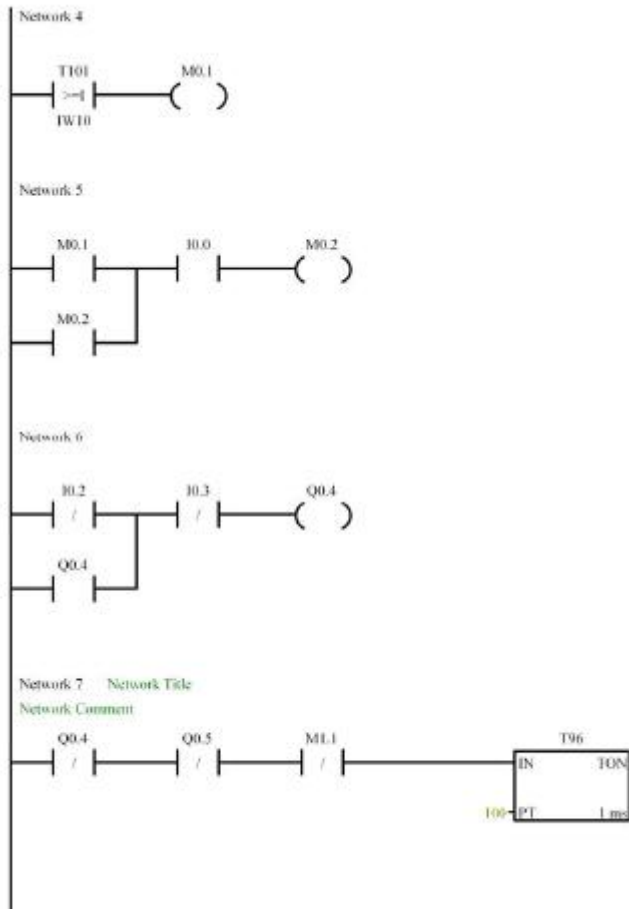 Network 4
T101 M0.1
>=I
IW10
Network 5
M0.1 I0.0 M0.2
M0.2
Network 6
I0.2 I0.3 Q0.4
/ /
Q0.4
Network 7 Network Title
Network Comment
Q0.4 Q0.5 M1.1 T96
/ / / IN TON
100 PT 1 ms